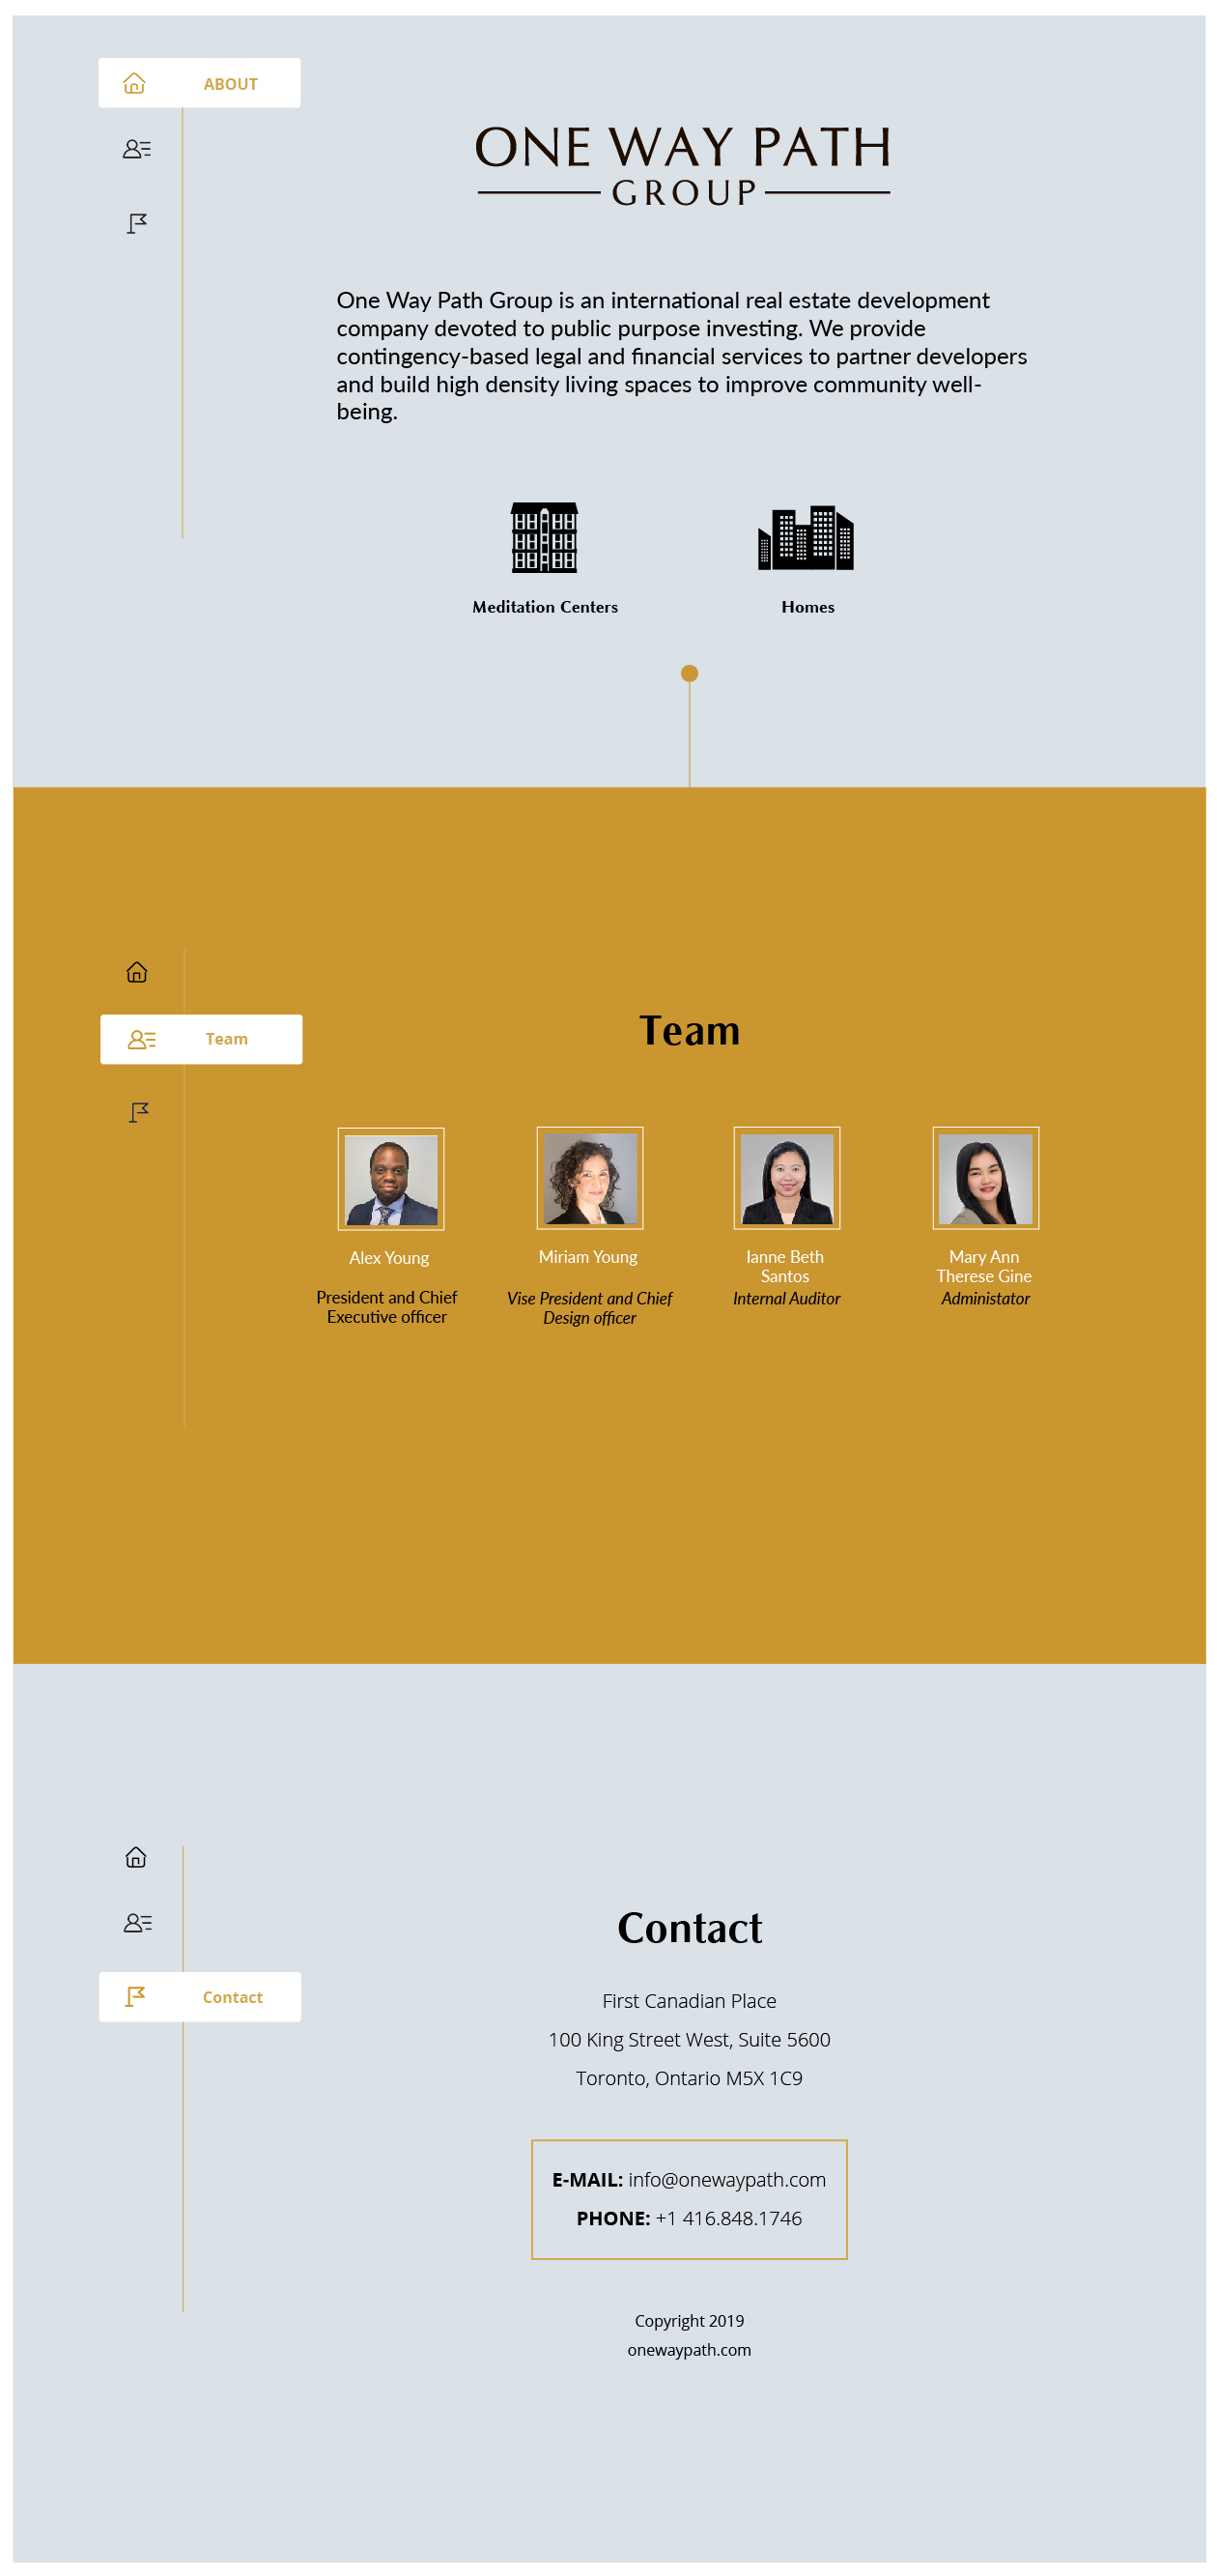 ABOUT
ONE WAY PATH
GROUP
One Way Path Group is an international real estate development
company devoted to public purpose investing. We provide
contingency-based legal and financial services to partner developers
and build high density living spaces to improve community well-
being.
Meditation Centers
Homes
Team
Team
Alex Young
President and Chief
Executive officer
Miriam Young
Vise President and Chief
Design officer
Ianne Beth
Santos
Internal Auditor
Mary Ann
Therese Gine
Administator
Contact
Contact
First Canadian Place
100 King Street West, Suite 5600
Toronto, Ontario M5X 1C9
E-MAIL: info@onewaypath.com
PHONE: +1 416.848.1746
Copyright 2019
onewaypath.com